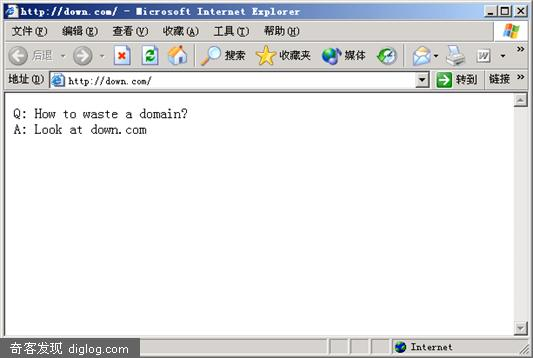 http://down.com/ - Microsoft Internet Explorer
文件(F) 编辑(E) 查看(V) 收藏(A) 工具(T) 帮助(H)
后退 搜索 收藏夹 媒体 W »
地址(D) http://down.com/ 转到 链接 »
Q: How to waste a domain?
A: Look at down.com
奇客发现 diglog.com Internet